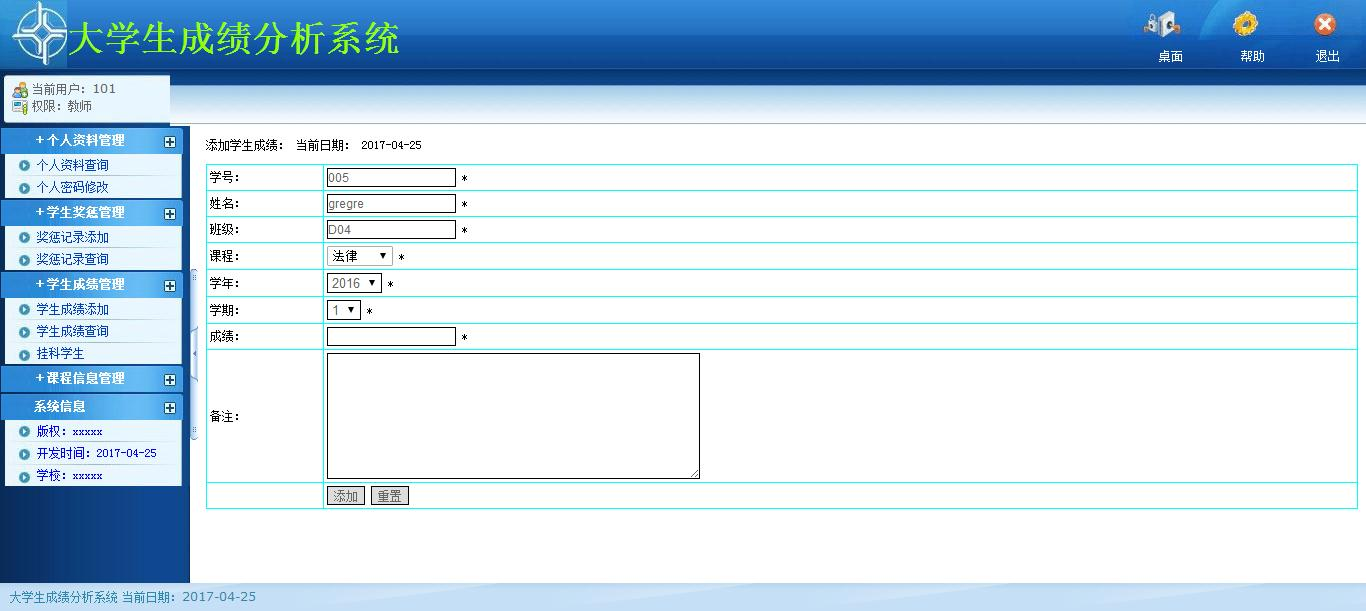 大学生成绩分析系统
桌面 帮助 退出
当前用户: 101
权限: 教师
+个人资料管理
个人资料查询
个人密码修改
+学生奖惩管理
奖惩记录添加
奖惩记录查询
+学生成绩管理
学生成绩添加
学生成绩查询
挂科学生
+课程信息管理
系统信息
版权: xxxxx
开发时间: 2017-04-25
学校: xxxxx
添加学生成绩: 当前日期: 2017-04-25
学号: 005 *
姓名: gregre *
班级: D04 *
课程: 法律 *
学年: 2016 *
学期: 1 *
成绩: *
备注:
添加 重置
大学生成绩分析系统 当前日期: 2017-04-25